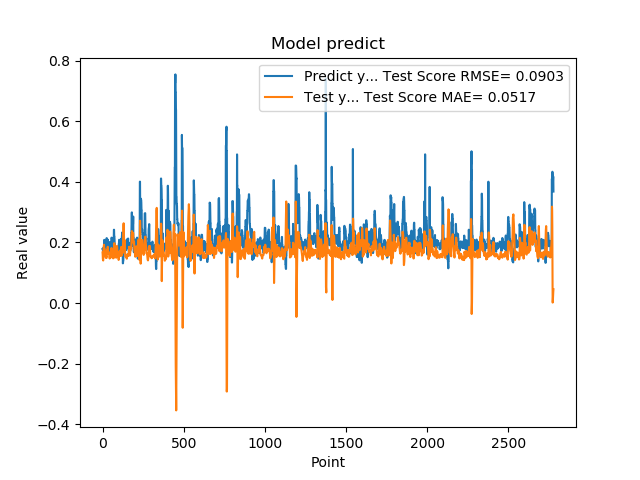 Model predict
Predict y... Test Score RMSE= 0.0903
Test y... Test Score MAE= 0.0517
Real value
0.8
0.6
0.4
0.2
0.0
−0.2
−0.4
0 500 1000 1500 2000 2500
Point